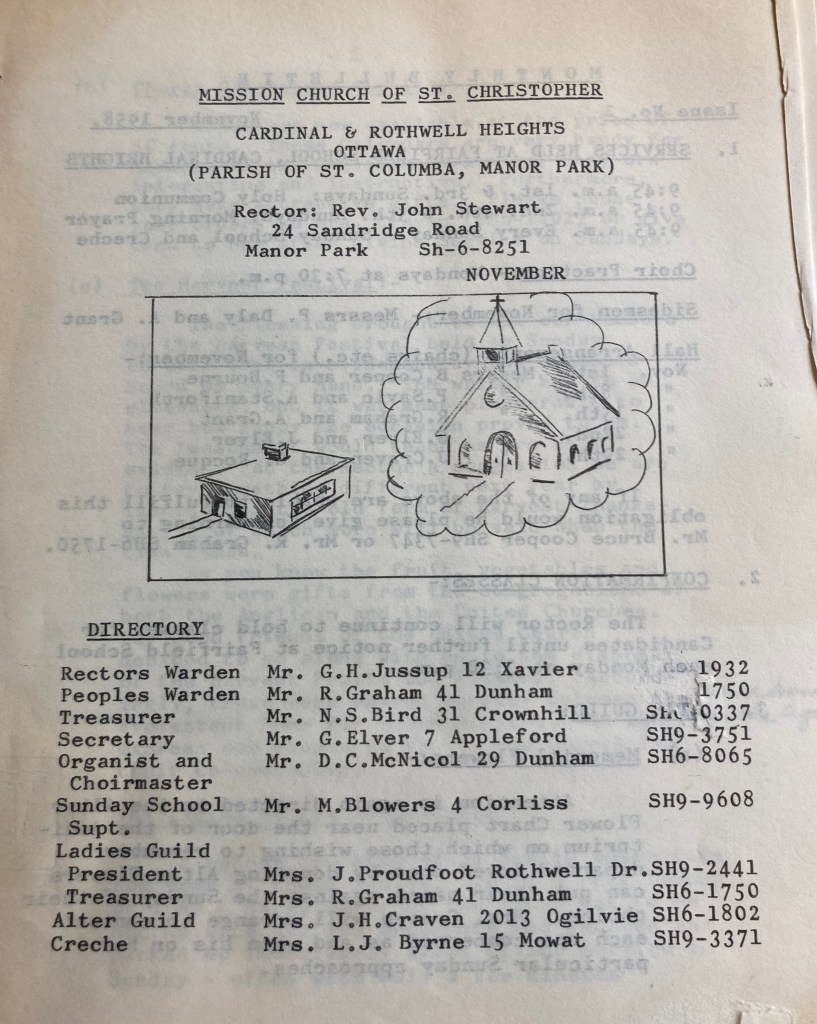 MISSION CHURCH OF ST. CHRISTOPHER
CARDINAL & ROTHWELL HEIGHTS
OTTAWA
(PARISH OF ST. COLUMBA, MANOR PARK)
Rector: Rev. John Stewart
24 Sandridge Road
Manor Park Sh-6-8251
NOVEMBER
DIRECTORY
Rectors Warden Mr. G.H.Jussup 12 Xavier 1932
Peoples Warden Mr. R.Graham 41 Dunham 1750
Treasurer Mr. N.S.Bird 31 Crownhill 0337
Secretary Mr. G.Elver 7 Appleford SH9-3751
Organist and Mr. D.C.McNicol 29 Dunham SH6-8065
Choirmaster
Sunday School Mr. M.Blowers 4 Corliss SH9-9608
Supt.
Ladies Guild
President Mrs. J.Proudfoot Rothwell Dr.SH9-2441
Treasurer Mrs. R.Graham 41 Dunham SH6-1750
Alter Guild Mrs. J.H.Craven 2013 Ogilvie SH6-1802
Creche Mrs. L.J. Byrne 15 Mowat SH9-3371